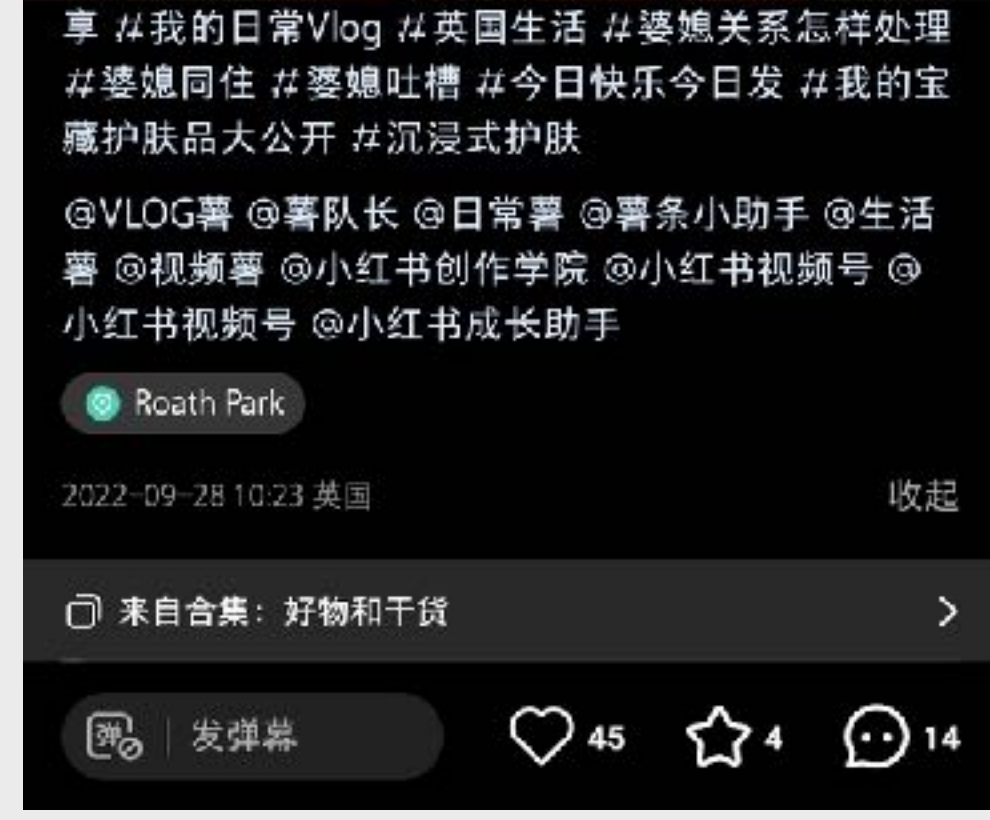 享 #我的日常Vlog #英国生活 #婆媳关系怎样处理
#婆媳同住 #婆媳吐槽 #今日快乐今日发 #我的宝
藏护肤品大公开 #沉浸式护肤
@VLOG薯 @薯队长 @日常薯 @薯条小助手 @生活
薯 @视频薯 @小红书创作学院 @小红书视频号 @
小红书视频号 @小红书成长助手
Roath Park
2022-09-28 10:23 英国 收起
来自合集：好物和干货
弹 发弹幕 45 4 14